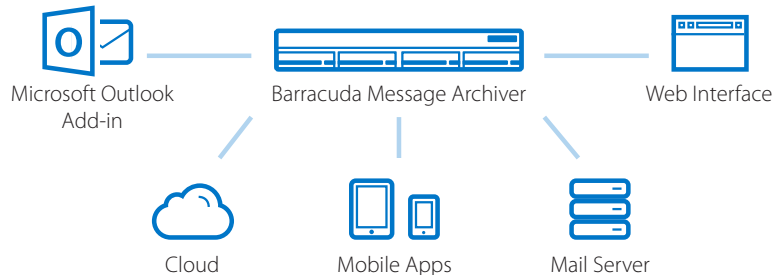 O
Microsoft Outlook
Add-in
Barracuda Message Archiver
Web Interface
Cloud
Mobile Apps
Mail Server